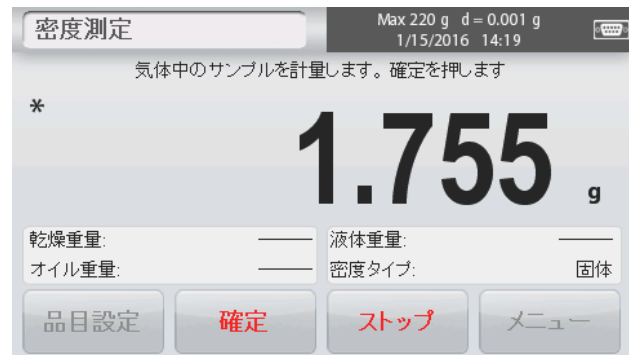 密度測定
Max 220 g d = 0.001 g
1/15/2016 14:19
気体中のサンプルを計量します。確定を押します
*
1.755 g
乾燥重量: ——— 液体重量: ———
オイル重量: ——— 密度タイプ: 固体
品目設定 確定 ストップ メニュー